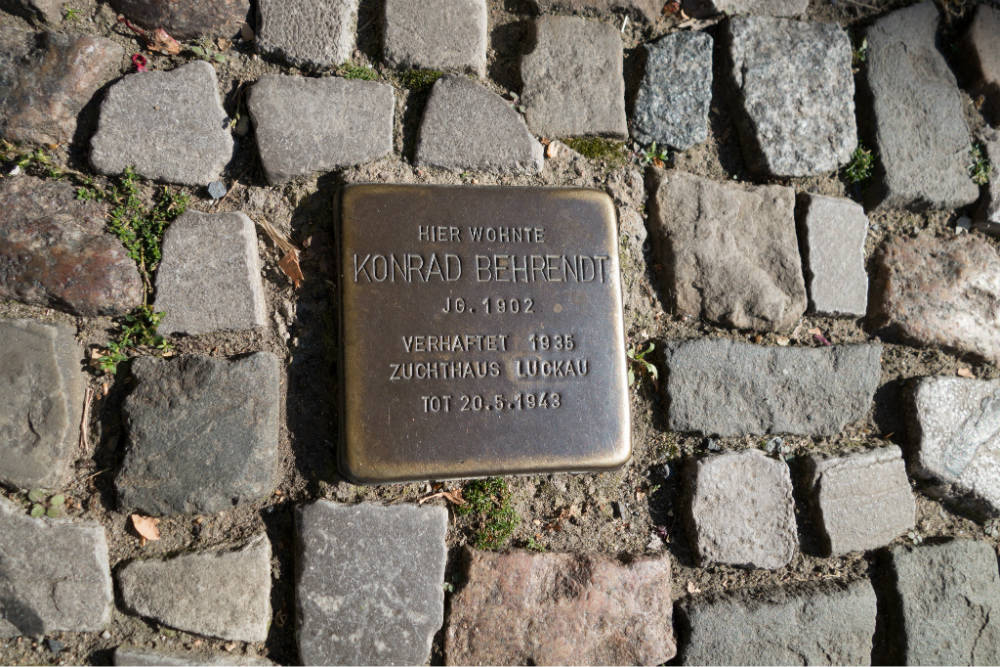 HIER WOHNTE
KONRAD BEHRENDT
JG. 1902
VERHAFTET 1935
ZUCHTHAUS LUCKAU
TOT 20.5.1943